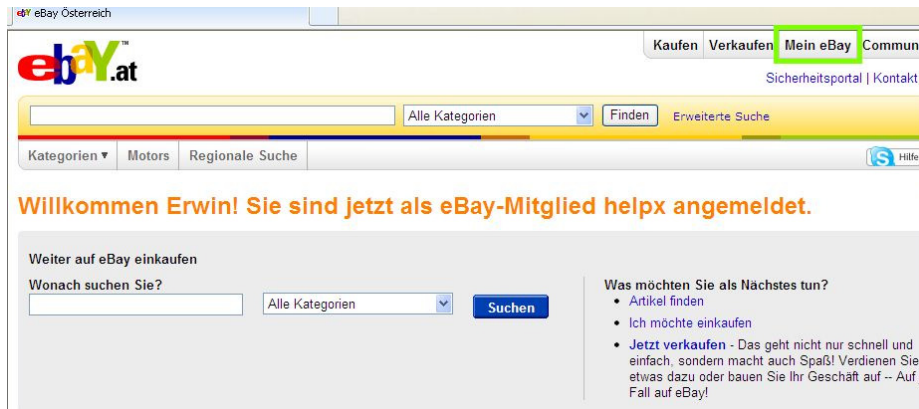 eBay Österreich
Kaufen Verkaufen Mein eBay Commun
ebaY™.at
Sicherheitsportal | Kontakt
Alle Kategorien Finden Erweiterte Suche
Kategorien ▼ Motors Regionale Suche
S Hilfe
Willkommen Erwin! Sie sind jetzt als eBay-Mitglied helpx angemeldet.
Weiter auf eBay einkaufen
Wonach suchen Sie?
Alle Kategorien Suchen
Was möchten Sie als Nächstes tun?
• Artikel finden
• Ich möchte einkaufen
• Jetzt verkaufen - Das geht nicht nur schnell und
einfach, sondern macht auch Spaß! Verdienen Sie
etwas dazu oder bauen Sie Ihr Geschäft auf -- Auf
Fall auf eBay!